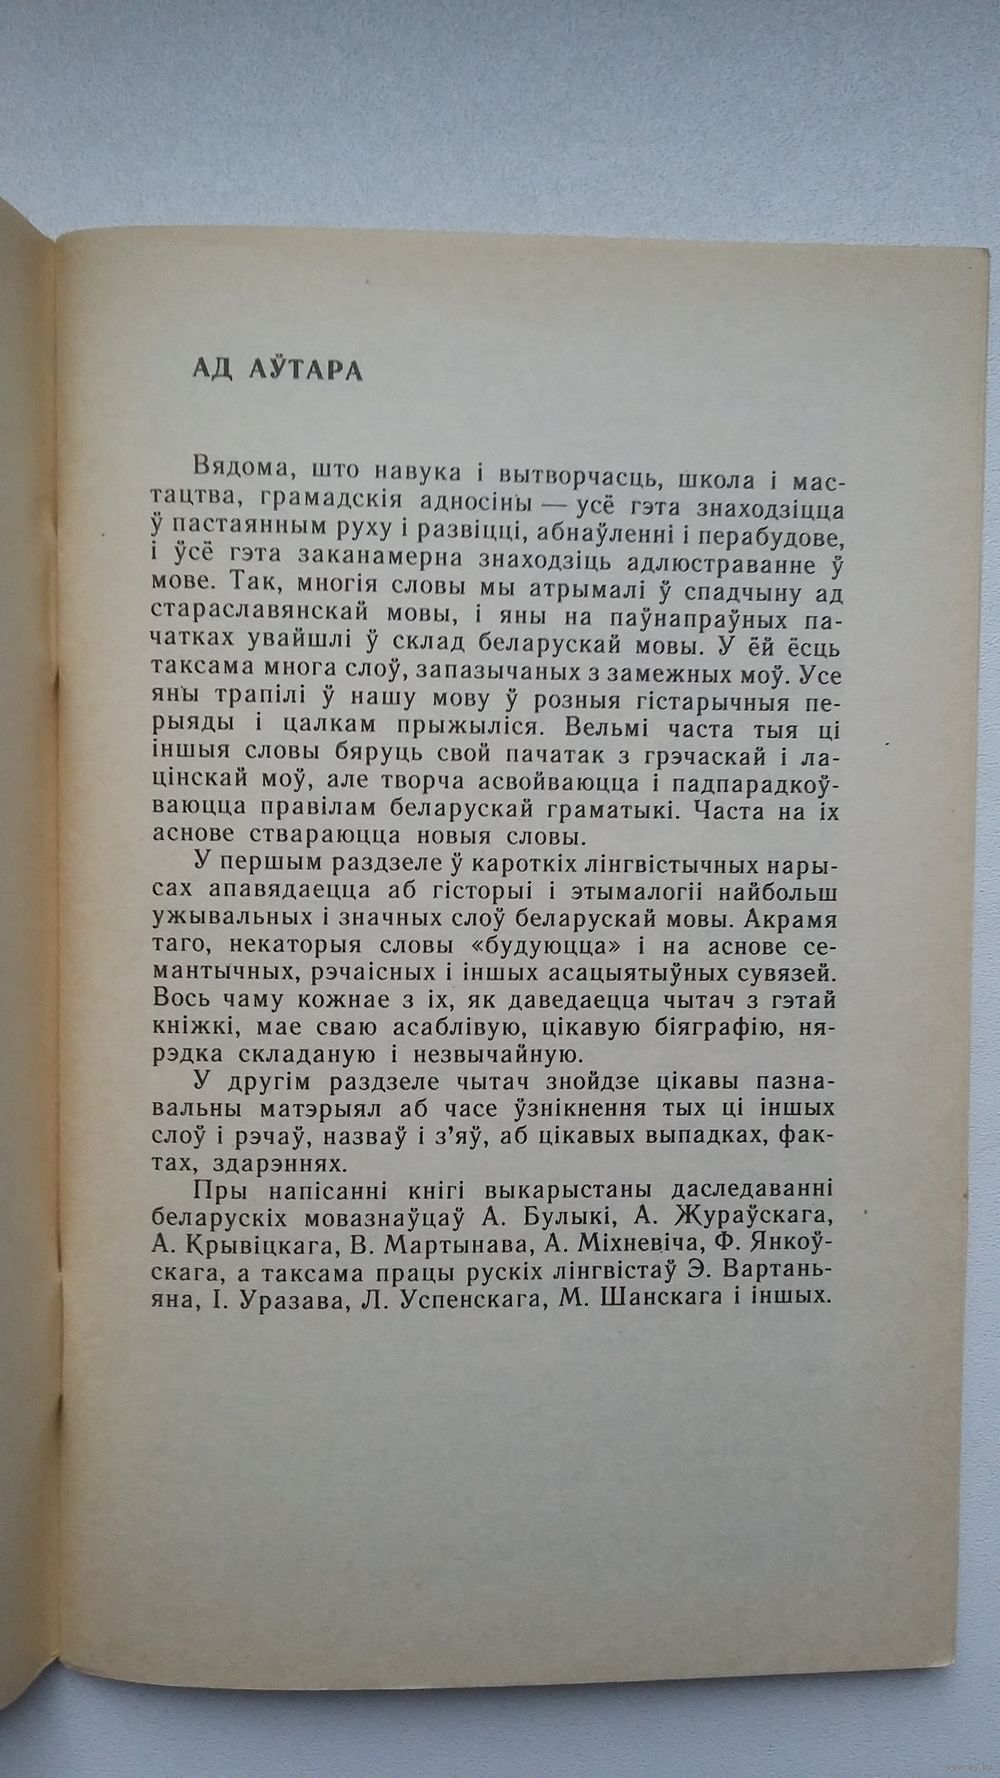 АД АЎТАРА
Вядома, што навука і вытворчасць, школа і мас-
тацтва, грамадскія адносіны — усё гэта знаходзіцца
ў пастаянным руху і развіцці, абнаўленні і перабудове,
і ўсё гэта заканамерна знаходзіць адлюстраванне ў
мове. Так, многія словы мы атрымалі ў спадчыну ад
стараславянскай мовы, і яны на паўнапраўных па-
чатках увайшлі ў склад беларускай мовы. У ёй ёсць
таксама многа слоў, запазычаных з замежных моў. Усе
яны трапілі ў нашу мову ў розныя гістарычныя пе-
рыяды і цалкам прыжыліся. Вельмі часта тыя ці
іншыя словы бяруць свой пачатак з грэчаскай і ла-
цінскай моў, але творча асвойваюцца і падпарадкоў-
ваюцца правілам беларускай граматыкі. Часта на іх
аснове ствараюцца новыя словы.
У першым раздзеле ў кароткіх лінгвістычных нары-
сах апавядаецца аб гісторыі і этымалогіі найбольш
ужывальных і значных слоў беларускай мовы. Акрамя
таго, некаторыя словы «будуюцца» і на аснове се-
мантычных, рэчаісных і іншых асацыятыўных сувязей.
Вось чаму кожнае з іх, як даведаецца чытач з гэтай
кніжкі, мае сваю асаблівую, цікавую біяграфію, ня-
рэдка складаную і незвычайную.
У другім раздзеле чытач знойдзе цікавы пазна-
вальны матэрыял аб часе ўзнікнення тых ці іншых
слоў і рэчаў, назваў і з'яў, аб цікавых выпадках, фак-
тах, здарэннях.
Пры напісанні кнігі выкарыстаны даследаванні
беларускіх мовазнаўцаў А. Булыкі, А. Жураўскага,
А. Крывіцкага, В. Мартынава, А. Міхневіча, Ф. Янкоў-
скага, а таксама працы рускіх лінгвістаў Э. Вартань-
яна, І. Уразава, Л. Успенскага, М. Шанскага і іншых.
www.ay.by